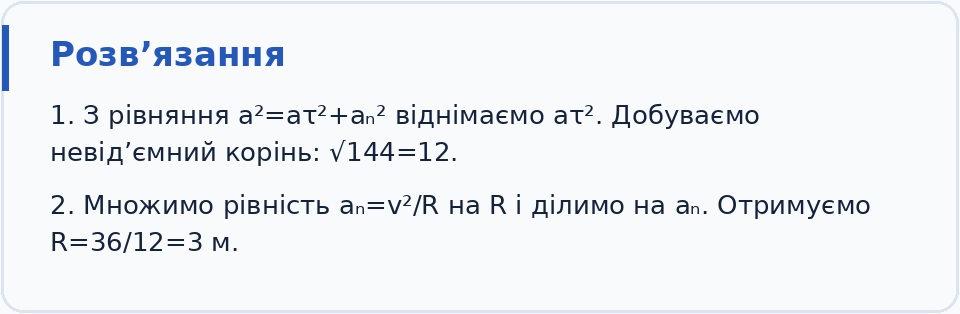 Розв’язання
1. З рівняння a²=aτ²+aₙ² віднімаємо aτ². Добуваємо
невід’ємний корінь: √144=12.
2. Множимо рівність aₙ=v²/R на R і ділимо на aₙ. Отримуємо
R=36/12=3 м.